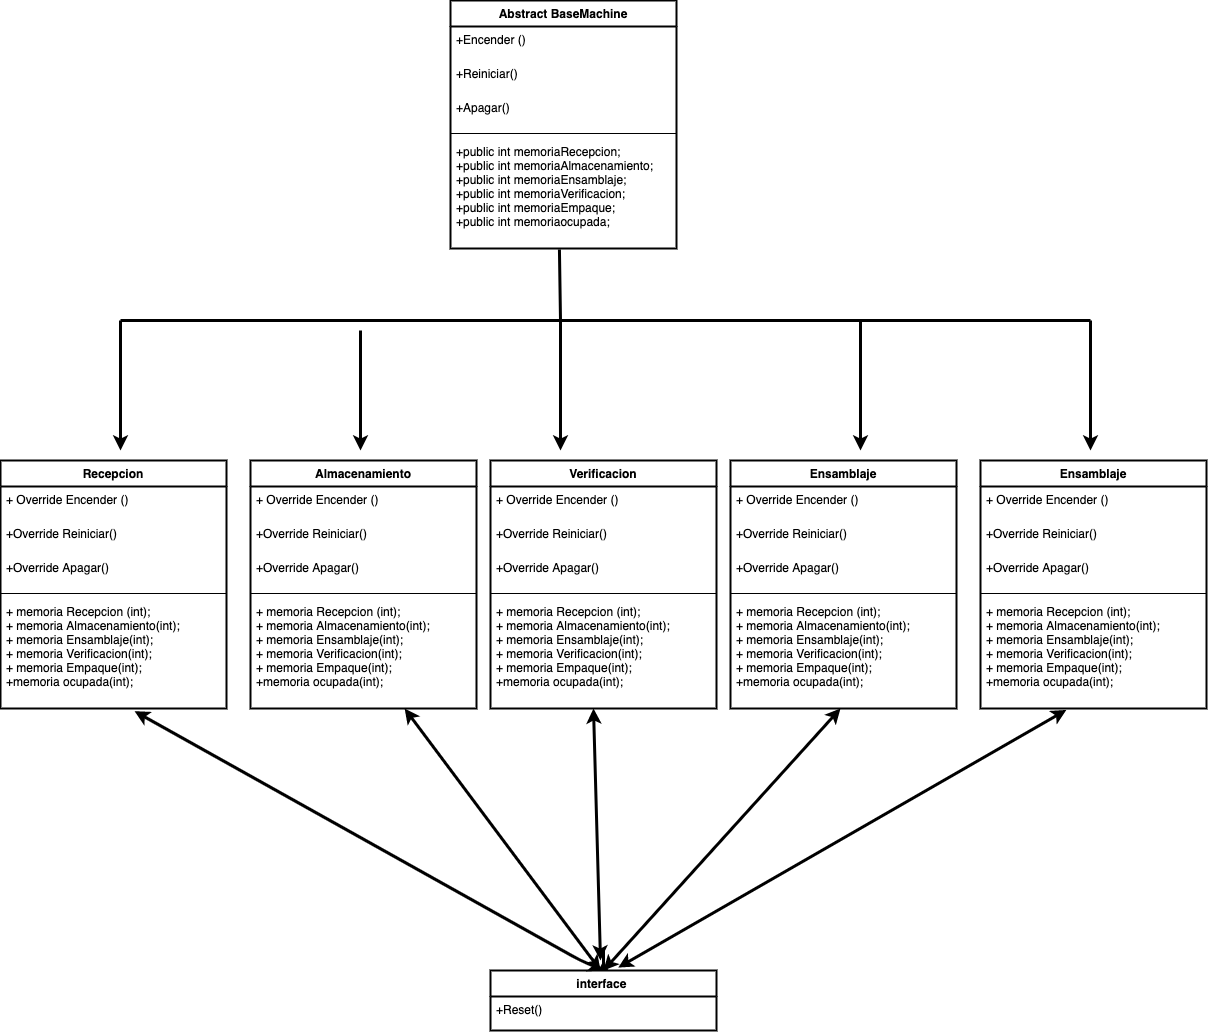 Abstract BaseMachine
+Encender ()
+Reiniciar()
+Apagar()
+public int memoriaRecepcion;
+public int memoriaAlmacenamiento;
+public int memoriaEnsamblaje;
+public int memoriaVerificacion;
+public int memoriaEmpaque;
+public int memoriaocupada;
Recepcion
+ Override Encender ()
+Override Reiniciar()
+Override Apagar()
+ memoria Recepcion (int);
+ memoria Almacenamiento(int);
+ memoria Ensamblaje(int);
+ memoria Verificacion(int);
+ memoria Empaque(int);
+memoria ocupada(int);
Almacenamiento
+ Override Encender ()
+Override Reiniciar()
+Override Apagar()
+ memoria Recepcion (int);
+ memoria Almacenamiento(int);
+ memoria Ensamblaje(int);
+ memoria Verificacion(int);
+ memoria Empaque(int);
+memoria ocupada(int);
Verificacion
+ Override Encender ()
+Override Reiniciar()
+Override Apagar()
+ memoria Recepcion (int);
+ memoria Almacenamiento(int);
+ memoria Ensamblaje(int);
+ memoria Verificacion(int);
+ memoria Empaque(int);
+memoria ocupada(int);
Ensamblaje
+ Override Encender ()
+Override Reiniciar()
+Override Apagar()
+ memoria Recepcion (int);
+ memoria Almacenamiento(int);
+ memoria Ensamblaje(int);
+ memoria Verificacion(int);
+ memoria Empaque(int);
+memoria ocupada(int);
Ensamblaje
+ Override Encender ()
+Override Reiniciar()
+Override Apagar()
+ memoria Recepcion (int);
+ memoria Almacenamiento(int);
+ memoria Ensamblaje(int);
+ memoria Verificacion(int);
+ memoria Empaque(int);
+memoria ocupada(int);
interface
+Reset()